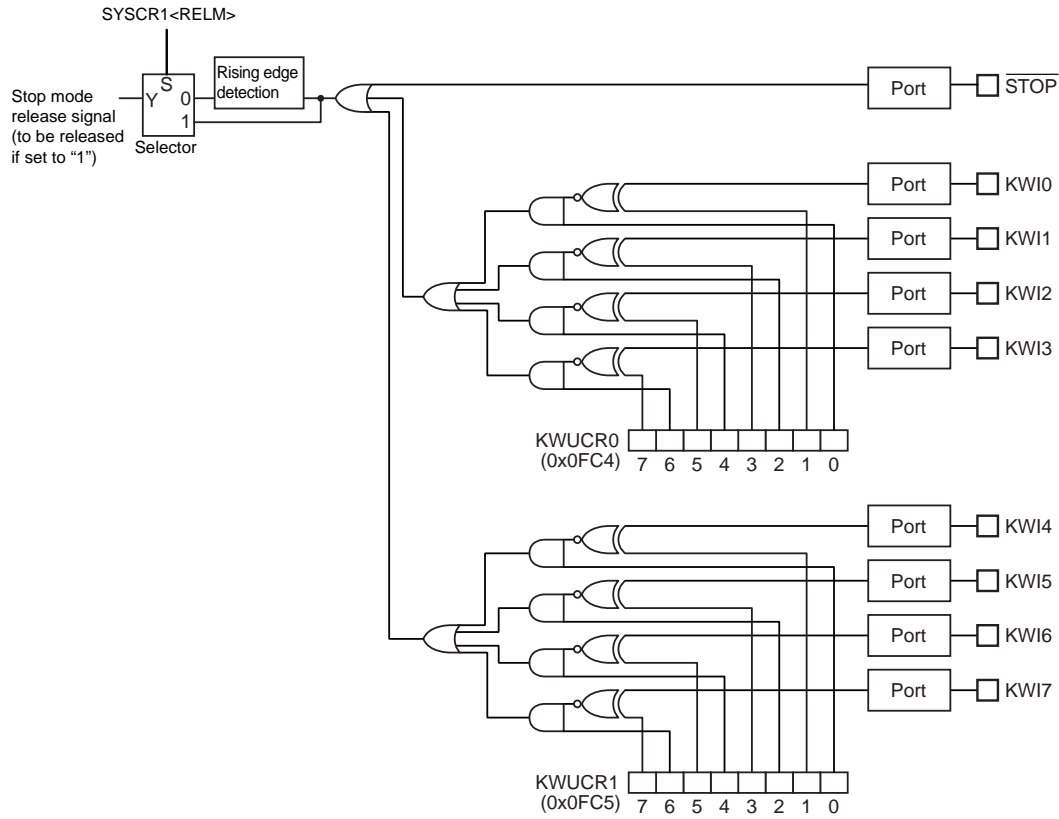 SYSCR1<RELM>
Rising edge
detection
Stop mode
release signal
(to be released
if set to “1”)
S
Y 0
1
Selector
Port STOP
Port KWI0
Port KWI1
Port KWI2
Port KWI3
KWUCR0
(0x0FC4)
7 6 5 4 3 2 1 0
Port KWI4
Port KWI5
Port KWI6
Port KWI7
KWUCR1
(0x0FC5)
7 6 5 4 3 2 1 0